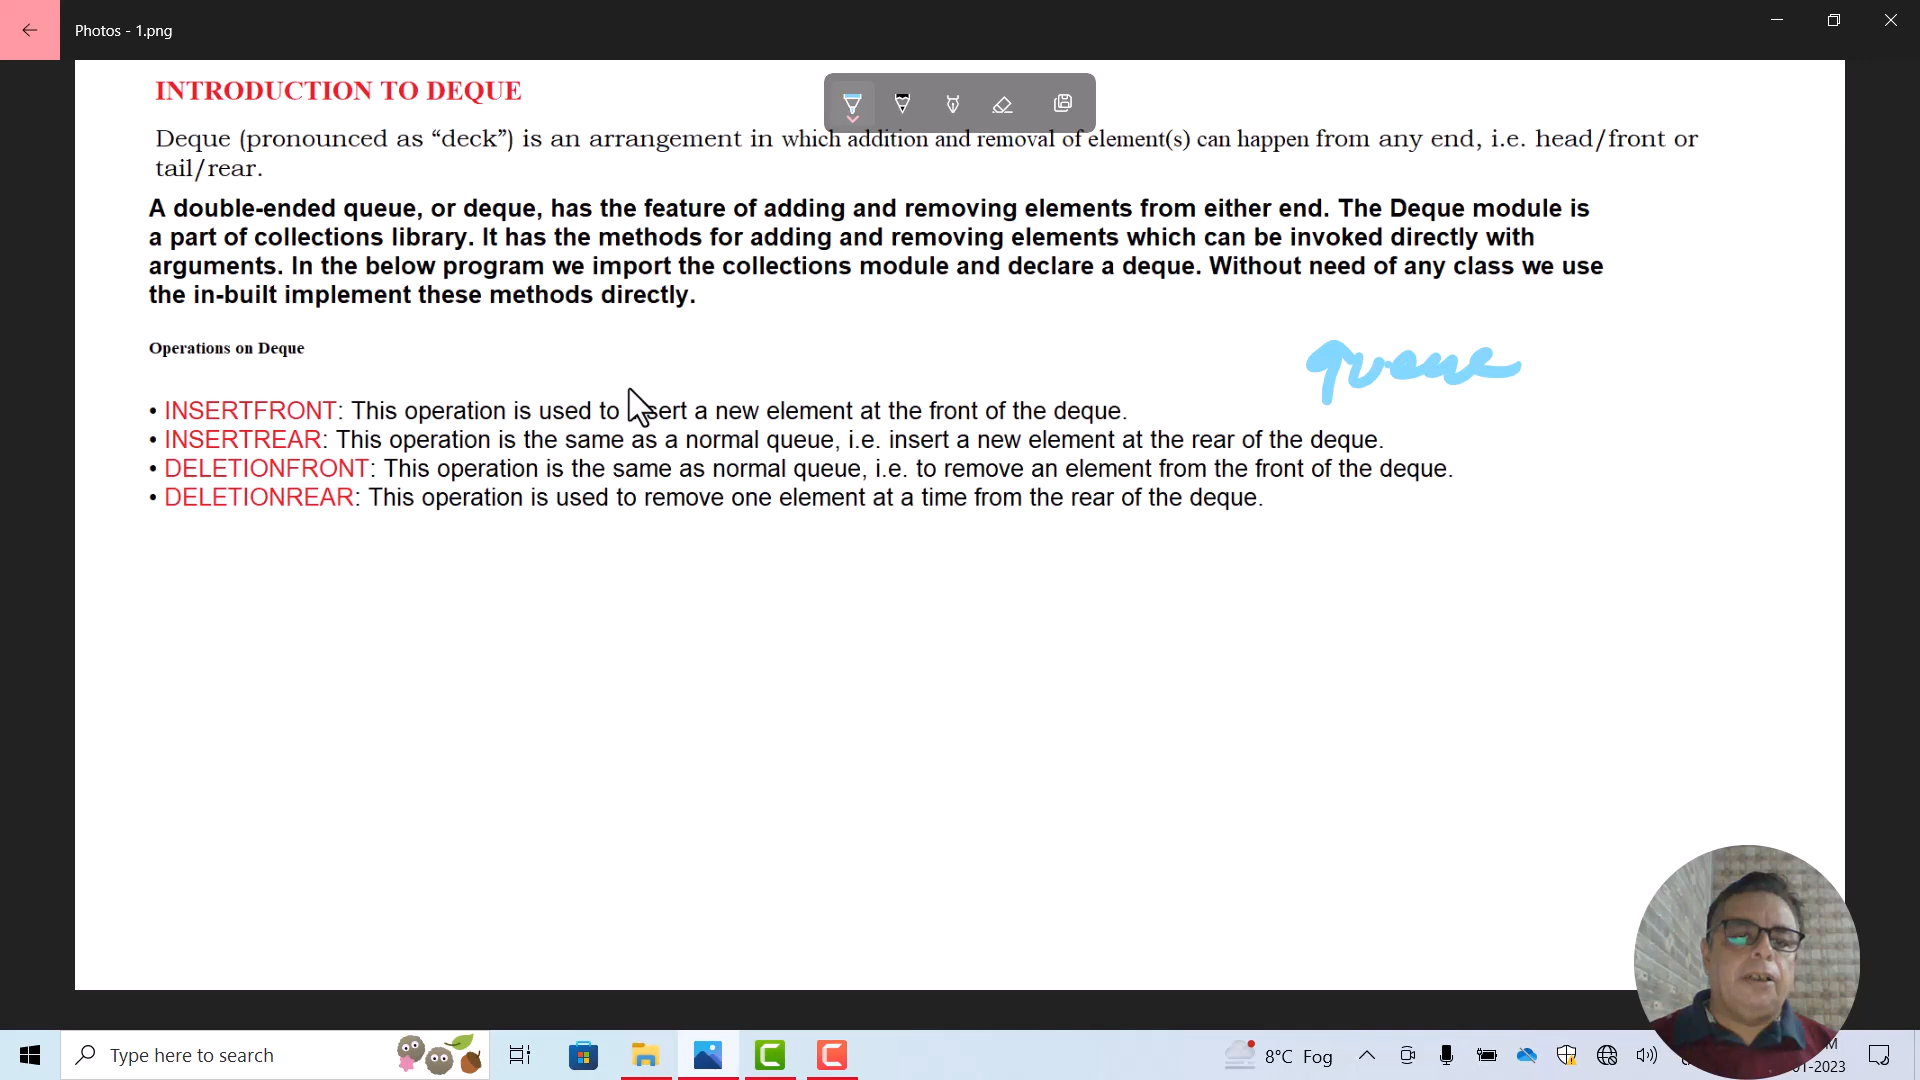 Photos - 1.png
INTRODUCTION TO DEQUE
Deque (pronounced as “deck”) is an arrangement in which addition and removal of element(s) can happen from any end, i.e. head/front or
tail/rear.
A double-ended queue, or deque, has the feature of adding and removing elements from either end. The Deque module is
a part of collections library. It has the methods for adding and removing elements which can be invoked directly with
arguments. In the below program we import the collections module and declare a deque. Without need of any class we use
the in-built implement these methods directly.
Operations on Deque
queue
• INSERTFRONT: This operation is used to insert a new element at the front of the deque.
• INSERTREAR: This operation is the same as a normal queue, i.e. insert a new element at the rear of the deque.
• DELETIONFRONT: This operation is the same as normal queue, i.e. to remove an element from the front of the deque.
• DELETIONREAR: This operation is used to remove one element at a time from the rear of the deque.
Type here to search
8°C Fog
-2023